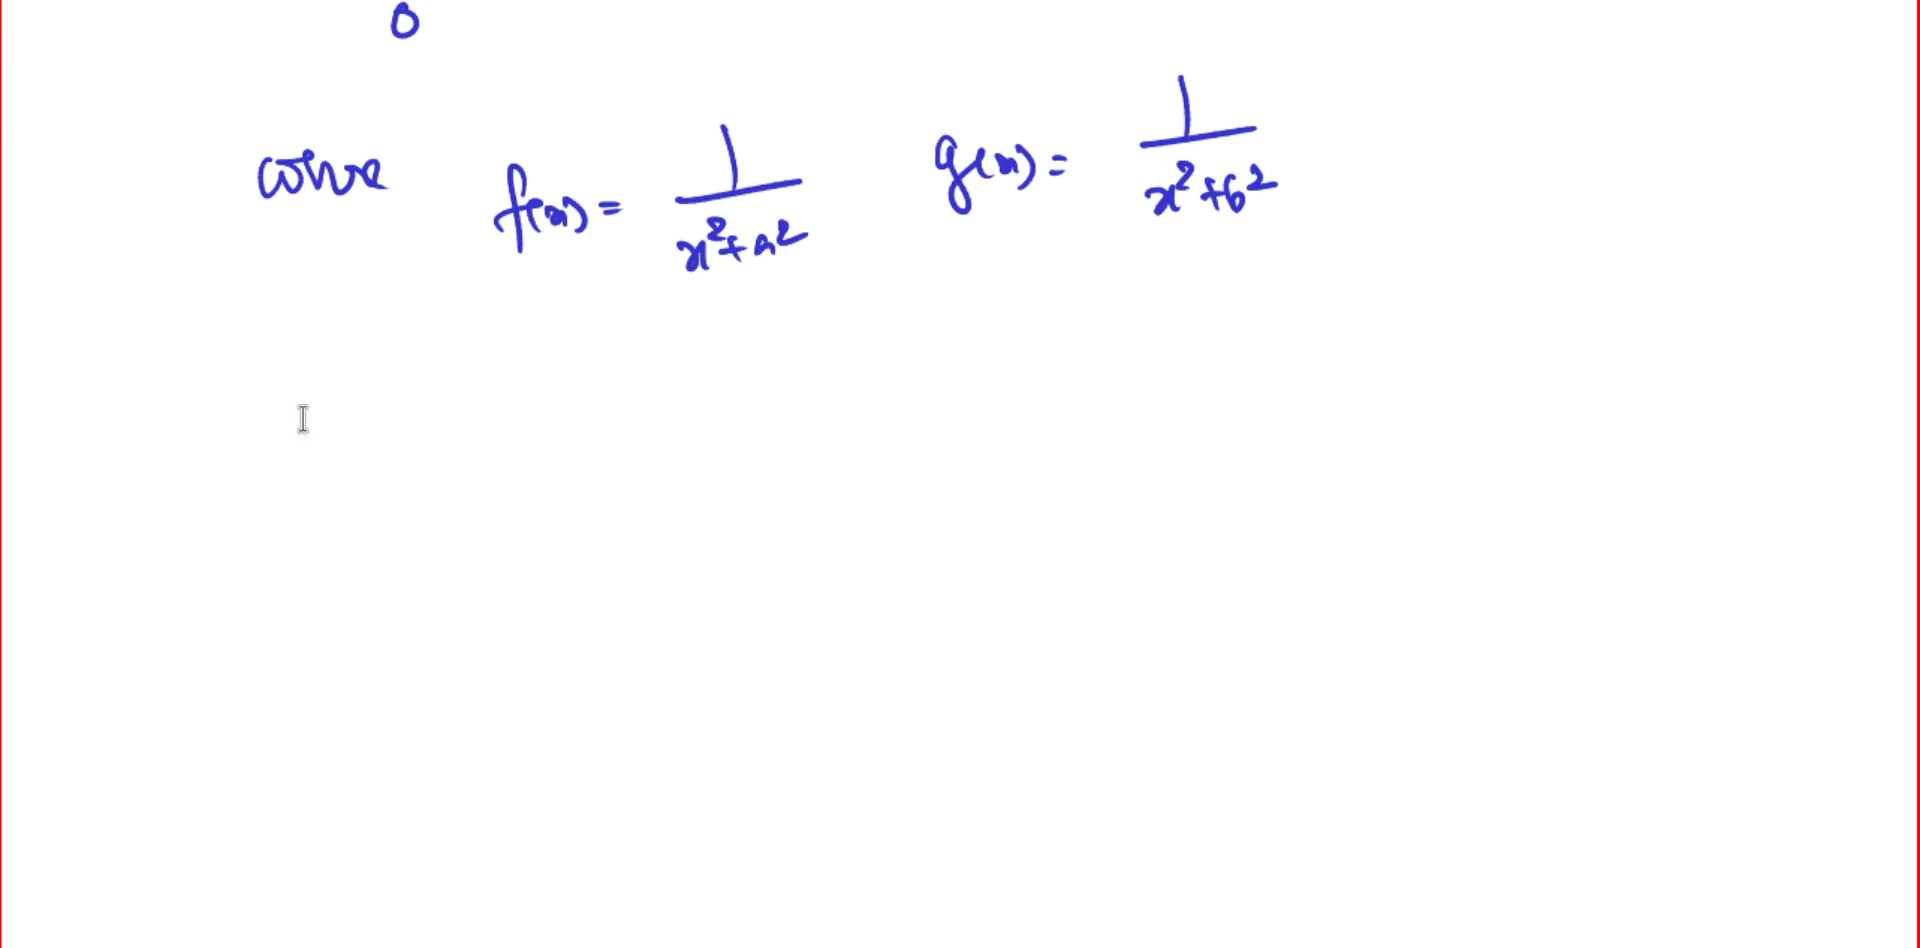 0
where f(x) = 1/(x²+a²) g(x) = 1/(x²+b²)